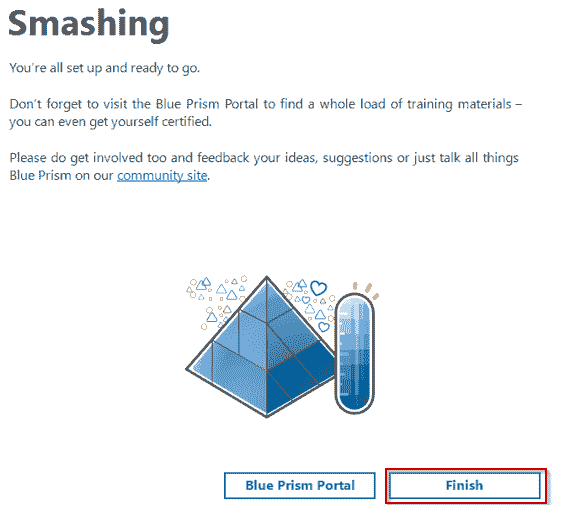 Smashing
You're all set up and ready to go.
Don't forget to visit the Blue Prism Portal to find a whole load of training materials –
you can even get yourself certified.
Please do get involved too and feedback your ideas, suggestions or just talk all things
Blue Prism on our community site.
Blue Prism Portal
Finish